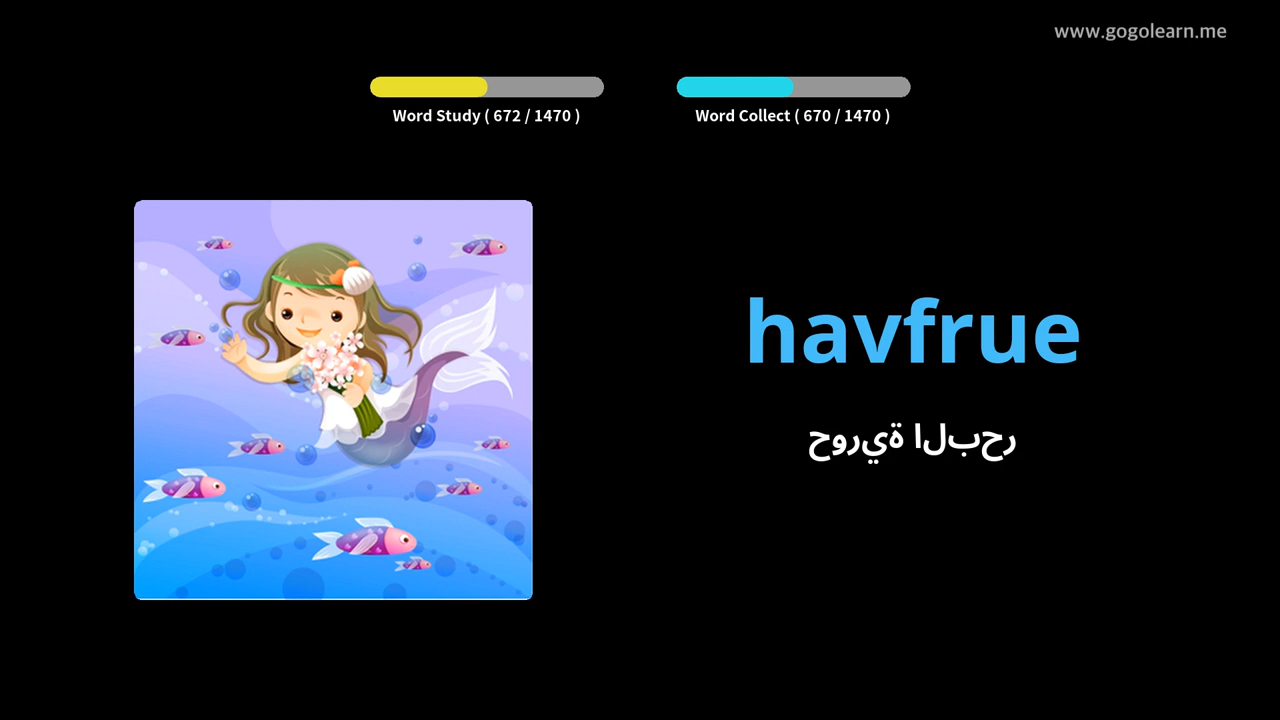 www.gogolearn.me
Word Study ( 672 / 1470 )
Word Collect ( 670 / 1470 )
havfrue
حورية البحر